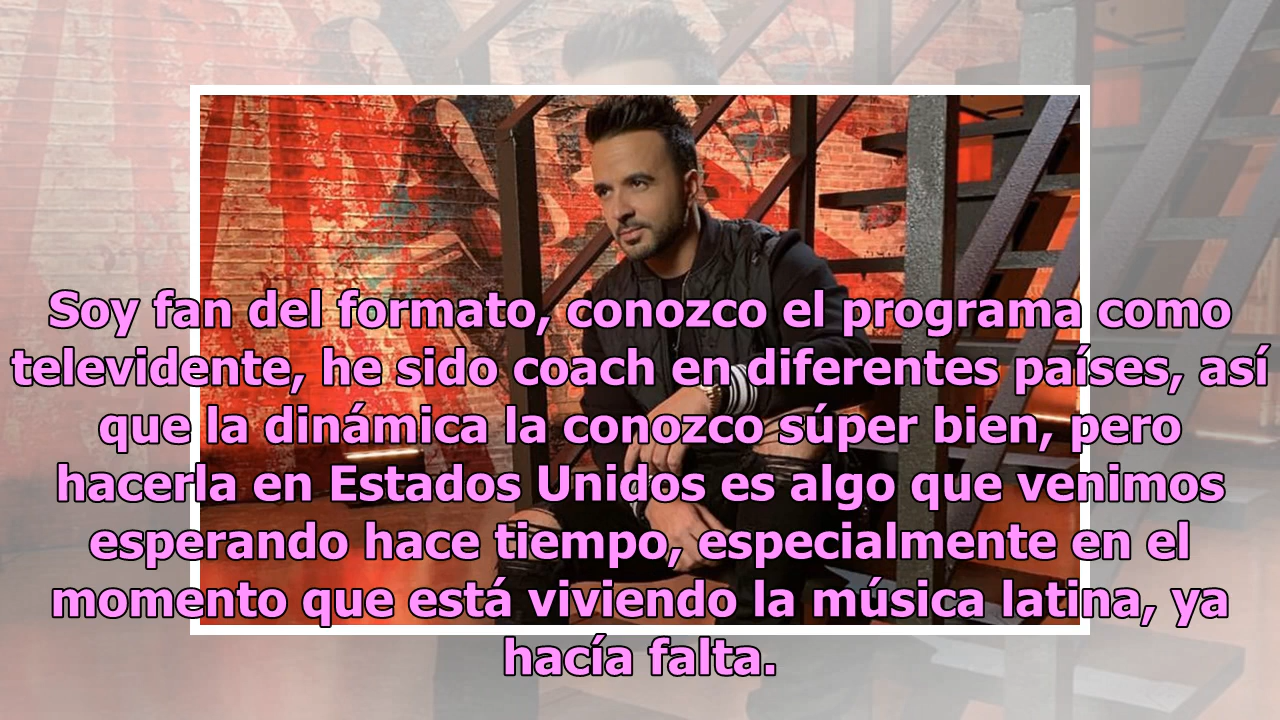 Soy fan del formato, conozco el programa como
televidente, he sido coach en diferentes países, así
que la dinámica la conozco súper bien, pero
hacerla en Estados Unidos es algo que venimos
esperando hace tiempo, especialmente en el
momento que está viviendo la música latina, ya
hacía falta.